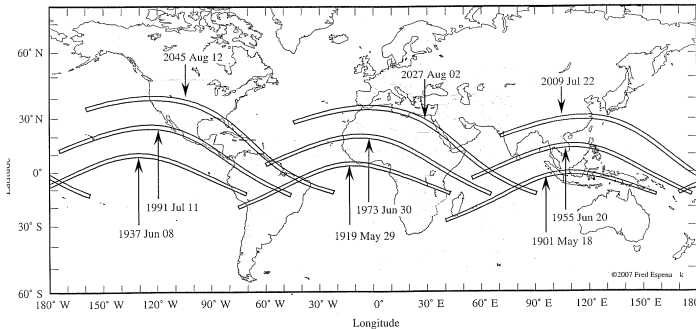 60° N
2045 Aug 12
2027 Aug 02
2009 Jul 22
30° N
0°
1991 Jul 11
1973 Jun 30
1955 Jun 20
1937 Jun 08
1919 May 29
1901 May 18
30° S
©2007 Fred Espena k
60° S
180° W 150° W 120° W 90° W 60° W 30° W 0° 30° E 60° E 90° E 120° E 150° E 180
Longitude